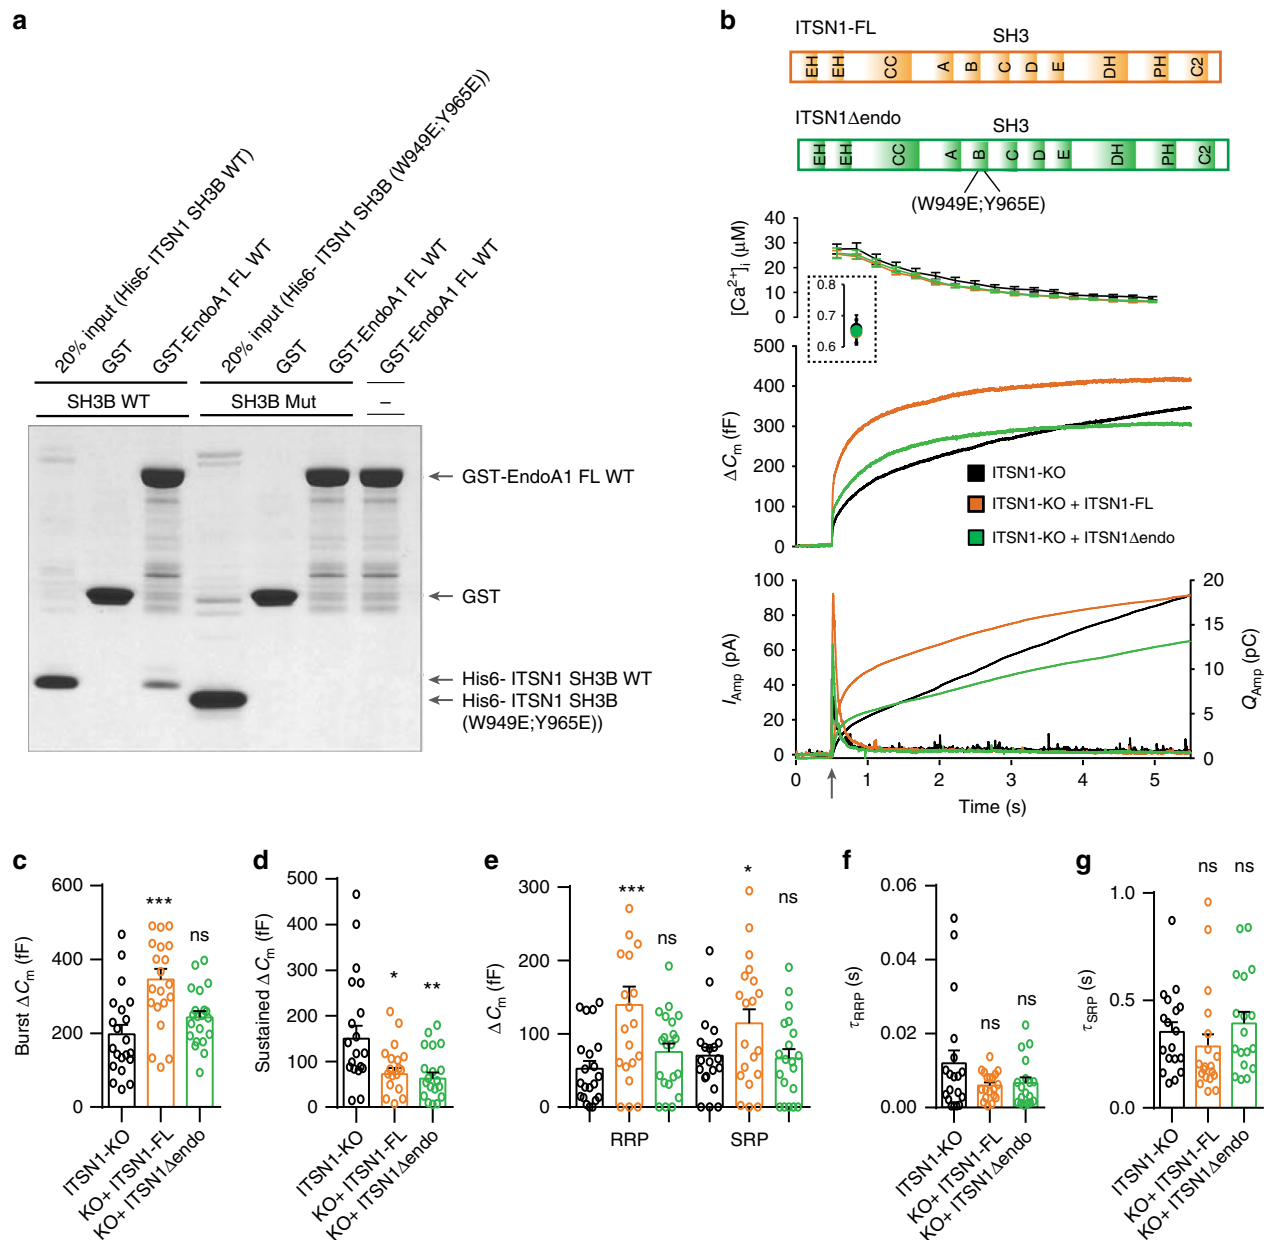 a
20% input (His6- ITSN1 SH3B WT)
GST
GST-EndoA1 FL WT
20% input (His6- ITSN1 SH3B (W949E;Y965E))
GST
GST-EndoA1 FL WT
GST-EndoA1 FL WT
SH3B WT
SH3B Mut
–
GST-EndoA1 FL WT
GST
His6- ITSN1 SH3B WT
His6- ITSN1 SH3B
(W949E;Y965E))
b
ITSN1-FL
SH3
EH EH CC A B C D E DH PH C2
ITSN1Δendo
SH3
EH EH CC A B C D E DH PH C2
(W949E;Y965E)
[Ca²⁺]i (μM)
40
30
20
10
0
0.8
0.7
0.6
ΔCm (fF)
500
400
300
200
100
0
ITSN1-KO
ITSN1-KO + ITSN1-FL
ITSN1-KO + ITSN1Δendo
IAmp (pA)
100
80
60
40
20
0
QAmp (pC)
20
15
10
5
0
0 1 2 3 4 5
Time (s)
c
Burst ΔCm (fF)
600
400
200
0
***
ns
ITSN1-KO
KO+ ITSN1-FL
KO+ ITSN1Δendo
d
Sustained ΔCm (fF)
500
400
300
200
100
0
*
**
ITSN1-KO
KO+ ITSN1-FL
KO+ ITSN1Δendo
e
ΔCm (fF)
300
200
100
0
***
ns
*
ns
RRP
SRP
f
τRRP (s)
0.06
0.04
0.02
0.00
ns
ns
ITSN1-KO
KO+ ITSN1-FL
KO+ ITSN1Δendo
g
τSRP (s)
1.0
0.5
0.0
ns
ns
ITSN1-KO
KO+ ITSN1-FL
KO+ ITSN1Δendo